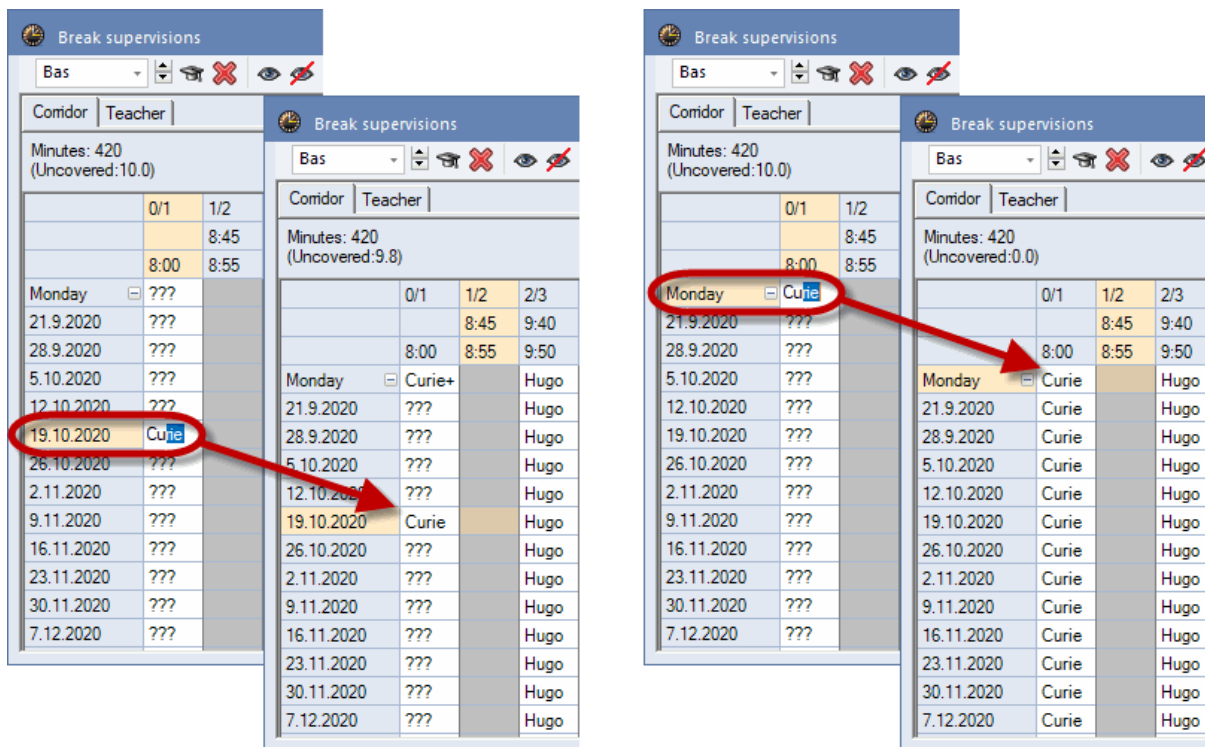 Break supervisions
Bas
Corridor Teacher
Minutes: 420
(Uncovered:10.0)
0/1 1/2
8:45
8:00 8:55
Monday ???
21.9.2020 ???
28.9.2020 ???
5.10.2020 ???
12.10.2020 ???
19.10.2020 Curie
26.10.2020 ???
2.11.2020 ???
9.11.2020 ???
16.11.2020 ???
23.11.2020 ???
30.11.2020 ???
7.12.2020 ???
Break supervisions
Bas
Corridor Teacher
Minutes: 420
(Uncovered:9.8)
0/1 1/2 2/3
8:45 9:40
8:00 8:55 9:50
Monday Curie+ Hugo
21.9.2020 ??? Hugo
28.9.2020 ??? Hugo
5.10.2020 ??? Hugo
12.10.2020 ??? Hugo
19.10.2020 Curie Hugo
26.10.2020 ??? Hugo
2.11.2020 ??? Hugo
9.11.2020 ??? Hugo
16.11.2020 ??? Hugo
23.11.2020 ??? Hugo
30.11.2020 ??? Hugo
7.12.2020 ??? Hugo
Break supervisions
Bas
Corridor Teacher
Minutes: 420
(Uncovered:10.0)
0/1 1/2
8:45
8:00 8:55
Monday Curie
21.9.2020 ???
28.9.2020 ???
5.10.2020 ???
12.10.2020 ???
19.10.2020 ???
26.10.2020 ???
2.11.2020 ???
9.11.2020 ???
16.11.2020 ???
23.11.2020 ???
30.11.2020 ???
7.12.2020 ???
Break supervisions
Bas
Corridor Teacher
Minutes: 420
(Uncovered:0.0)
0/1 1/2 2/3
8:45 9:40
8:00 8:55 9:50
Monday Curie Hugo
21.9.2020 Curie Hugo
28.9.2020 Curie Hugo
5.10.2020 Curie Hugo
12.10.2020 Curie Hugo
19.10.2020 Curie Hugo
26.10.2020 Curie Hugo
2.11.2020 Curie Hugo
9.11.2020 Curie Hugo
16.11.2020 Curie Hugo
23.11.2020 Curie Hugo
30.11.2020 Curie Hugo
7.12.2020 Curie Hugo